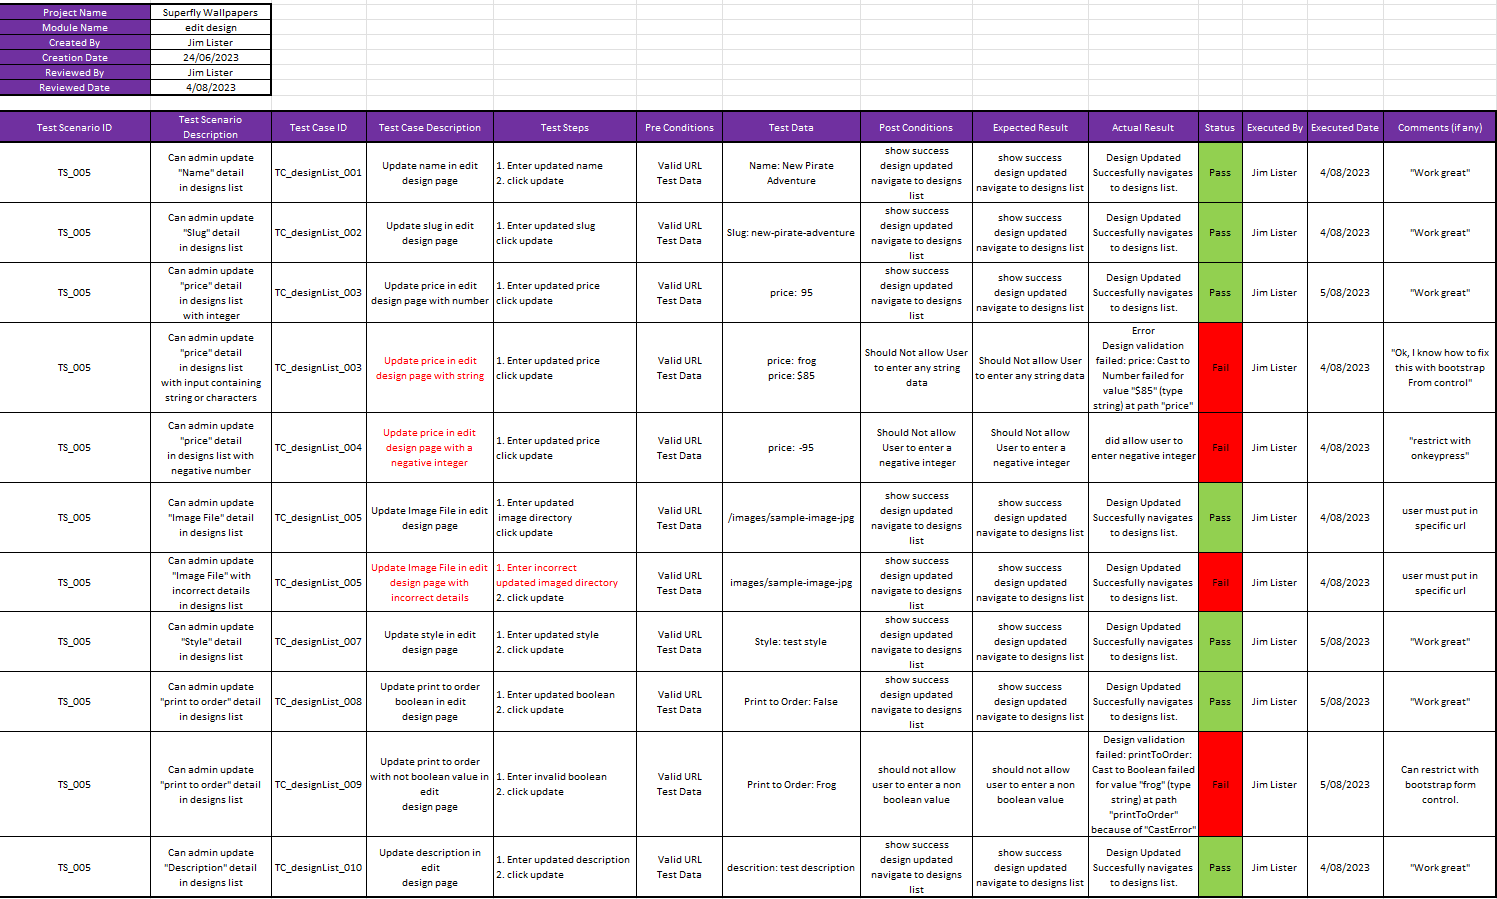 Project Name Superfly Wallpapers
Module Name edit design
Created By Jim Lister
Creation Date 24/06/2023
Reviewed By Jim Lister
Reviewed Date 4/08/2023
Test Scenario ID
Test Scenario
Description
Test Case ID
Test Case Description
Test Steps
Pre Conditions
Test Data
Post Conditions
Expected Result
Actual Result
Status
Executed By
Executed Date
Comments (if any)
TS_005
Can admin update
"Name" detail
in designs list
TC_designList_001
Update name in edit
design page
1. Enter updated name
2. click update
Valid URL
Test Data
Name: New Pirate
Adventure
show success
design updated
navigate to designs
list
show success
design updated
navigate to designs list
Design Updated
Succesfully navigates
to designs list.
Pass
Jim Lister
4/08/2023
"Work great"
TS_005
Can admin update
"Slug" detail
in designs list
TC_designList_002
Update slug in edit
design page
1. Enter updated slug
click update
Valid URL
Test Data
Slug: new-pirate-adventure
show success
design updated
navigate to designs
list
show success
design updated
navigate to designs list
Design Updated
Succesfully navigates
to designs list.
Pass
Jim Lister
4/08/2023
"Work great"
TS_005
Can admin update
"price" detail
in designs list
with integer
TC_designList_003
Update price in edit
design page with number
1. Enter updated price
click update
Valid URL
Test Data
price: 95
show success
design updated
navigate to designs
list
show success
design updated
navigate to designs list
Design Updated
Succesfully navigates
to designs list.
Pass
Jim Lister
5/08/2023
"Work great"
TS_005
Can admin update
"price" detail
in designs list
with input containing
string or characters
TC_designList_003
Update price in edit
design page with string
1. Enter updated price
click update
Valid URL
Test Data
price: frog
price: $85
Should Not allow User
to enter any string
data
Should Not allow User
to enter any string data
Error
Design validation
failed: price: Cast to
Number failed for
value "$85" (type
string) at path "price"
Fail
Jim Lister
4/08/2023
"Ok, I know how to fix
this with bootstrap
From control"
TS_005
Can admin update
"price" detail
in designs list with
negative number
TC_designList_004
Update price in edit
design page with a
negative integer
1. Enter updated price
click update
Valid URL
Test Data
price: -95
Should Not allow
User to enter a
negative integer
Should Not allow
User to enter a
negative integer
did allow user to
enter negative integer
Fail
Jim Lister
4/08/2023
"restrict with
onkeypress"
TS_005
Can admin update
"Image File" detail
in designs list
TC_designList_005
Update Image File in edit
design page
1. Enter updated
image directory
click update
Valid URL
Test Data
/images/sample-image-jpg
show success
design updated
navigate to designs
list
show success
design updated
navigate to designs list
Design Updated
Succesfully navigates
to designs list.
Pass
Jim Lister
4/08/2023
user must put in
specific url
TS_005
Can admin update
"Image File" with
incorrect details
in designs list
TC_designList_005
Update Image File in edit
design page with
incorrect details
1. Enter incorrect
updated imaged directory
2. click update
Valid URL
Test Data
images/sample-image-jpg
show success
design updated
navigate to designs
list
show success
design updated
navigate to designs list
Design Updated
Succesfully navigates
to designs list.
Fail
Jim Lister
4/08/2023
user must put in
specific url
TS_005
Can admin update
"Style" detail
in designs list
TC_designList_007
Update style in edit
design page
1. Enter updated style
2. click update
Valid URL
Test Data
Style: test style
show success
design updated
navigate to designs
list
show success
design updated
navigate to designs list
Design Updated
Succesfully navigates
to designs list.
Pass
Jim Lister
5/08/2023
"Work great"
TS_005
Can admin update
"print to order" detail
in designs list
TC_designList_008
Update print to order
boolean in edit
design page
1. Enter updated boolean
2. click update
Valid URL
Test Data
Print to Order: False
show success
design updated
navigate to designs
list
show success
design updated
navigate to designs list
Design Updated
Succesfully navigates
to designs list.
Pass
Jim Lister
5/08/2023
"Work great"
TS_005
Can admin update
"print to order" detail
in designs list
TC_designList_009
Update print to order
with not boolean value in
edit
design page
1. Enter invalid boolean
2. click update
Valid URL
Test Data
Print to Order: Frog
should not allow
user to enter a non
boolean value
should not allow
user to enter a non
boolean value
Design validation
failed: printToOrder:
Cast to Boolean failed
for value "frog" (type
string) at path
"printToOrder"
because of "CastError"
Fail
Jim Lister
5/08/2023
Can restrict with
bootstrap form
control.
TS_005
Can admin update
"Description" detail
in designs list
TC_designList_010
Update description in
edit
design page
1. Enter updated description
2. click update
Valid URL
Test Data
descrition: test description
show success
design updated
navigate to designs
list
show success
design updated
navigate to designs list
Design Updated
Succesfully navigates
to designs list.
Pass
Jim Lister
4/08/2023
"Work great"